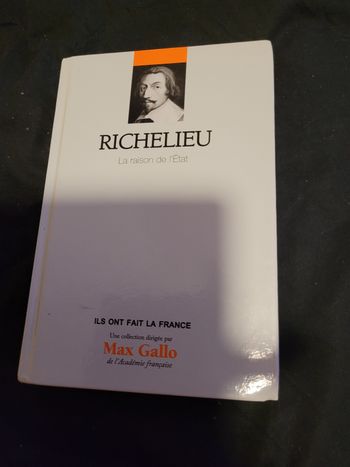 RICHELIEU
La raison de l'État
ILS ONT FAIT LA FRANCE
Une collection dirigée par
Max Gallo
de l'Académie française